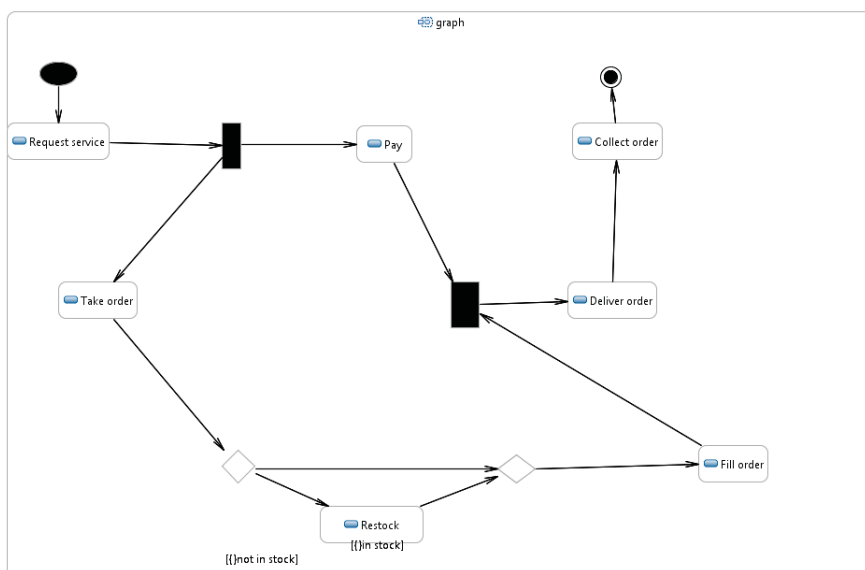 graph
Request service
Pay
Collect order
Take order
Deliver order
Fill order
Restock
[{}in stock]
[{}not in stock]